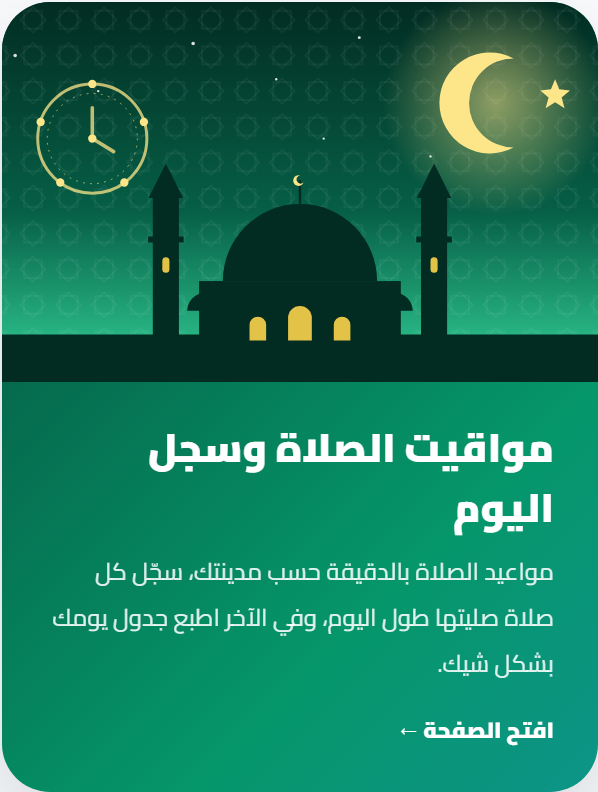 مواقيت الصلاة وسجل
اليوم
مواعيد الصلاة بالدقيقة حسب مدينتك، سجّل كل
صلاة صليتها طول اليوم، وفي الآخر اطبع جدول يومك
بشكل شيك.
افتح الصفحة ←